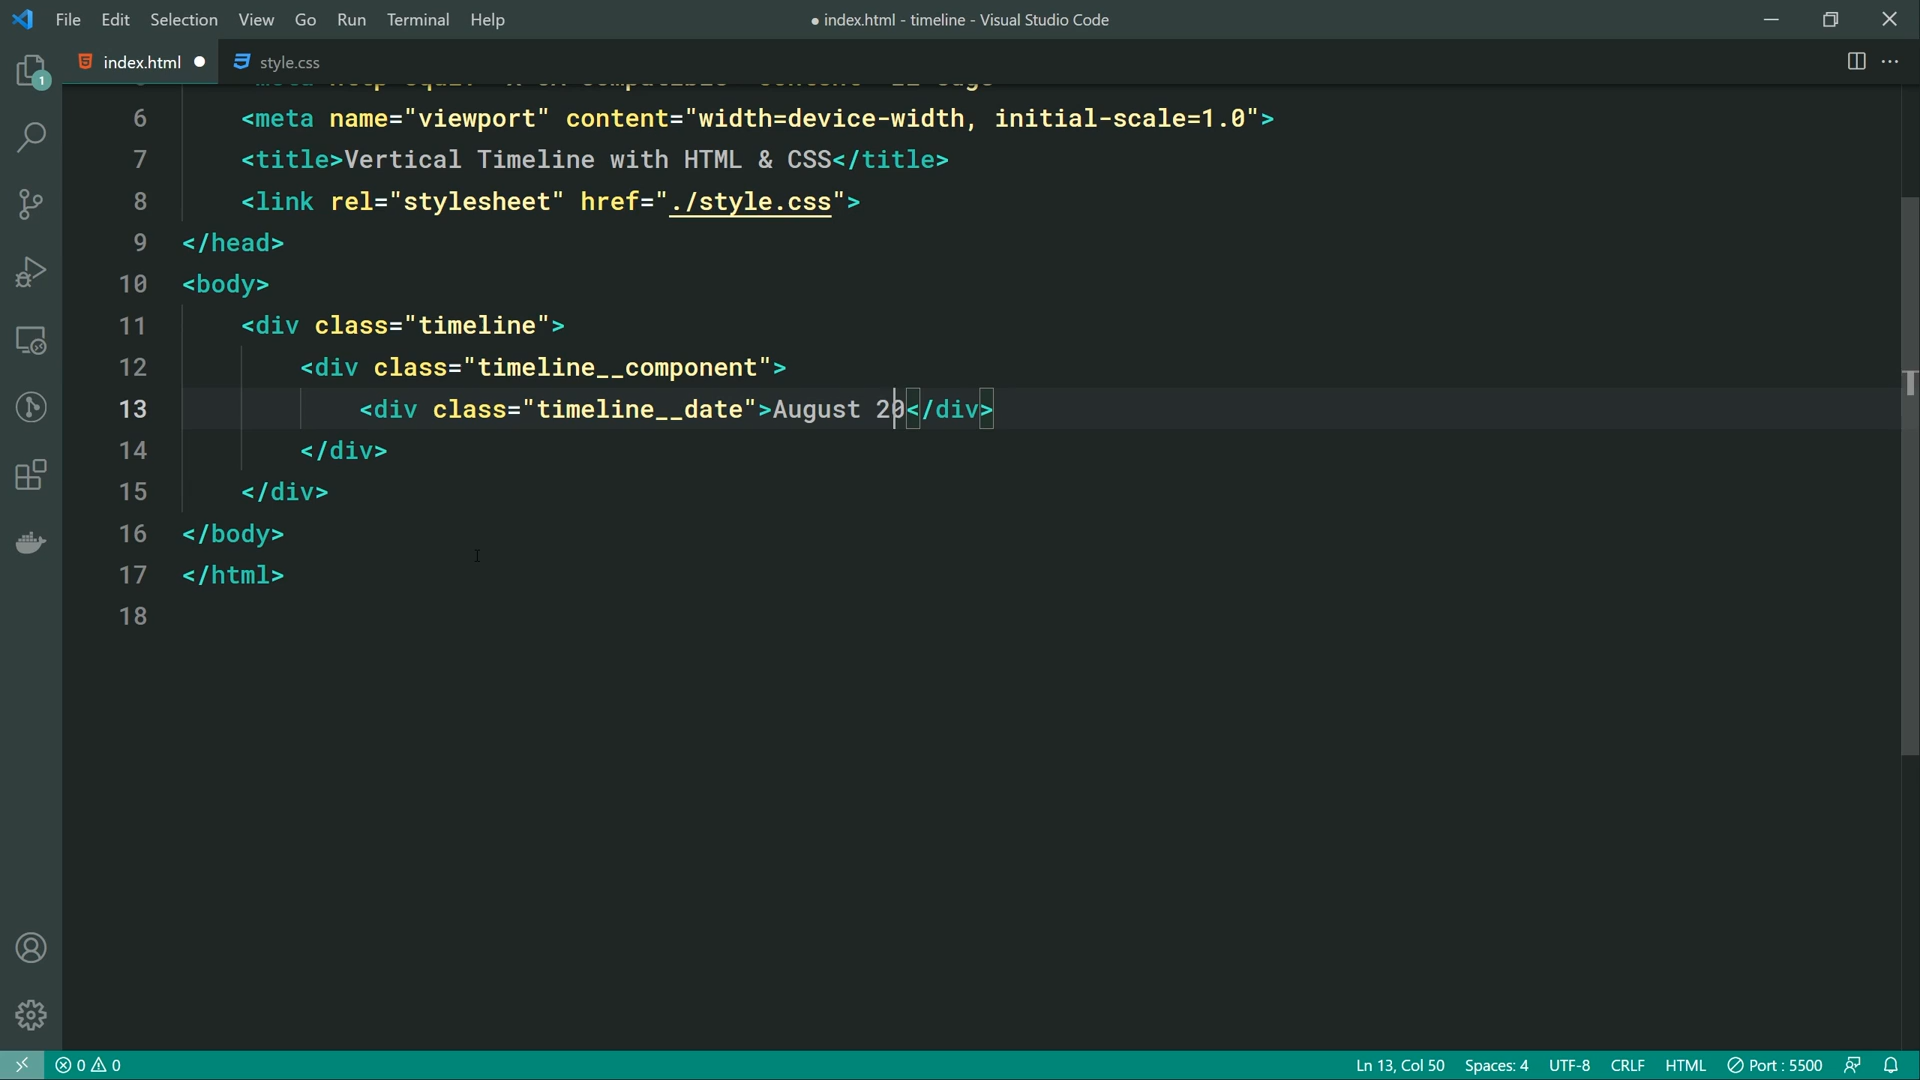 File Edit Selection View Go Run Terminal Help
● index.html - timeline - Visual Studio Code
index.html ●
style.css
1
6 <meta name="viewport" content="width=device-width, initial-scale=1.0">
7 <title>Vertical Timeline with HTML & CSS</title>
8 <link rel="stylesheet" href="./style.css">
9 </head>
10 <body>
11 <div class="timeline">
12 <div class="timeline__component">
13 <div class="timeline__date">August 20</div>
14 </div>
15 </div>
16 </body>
17 </html>
18
0 0
Ln 13, Col 50 Spaces: 4 UTF-8 CRLF HTML Port : 5500